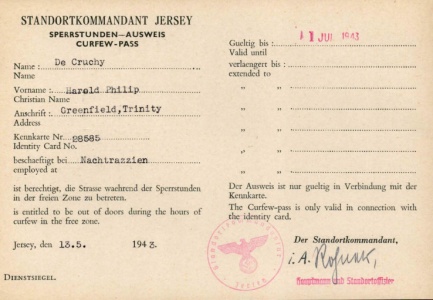 STANDORTKOMMANDANT JERSEY
SPERRSTUNDEN—AUSWEIS
CURFEW-PASS
Name : De Cruchy
Name
Vorname : Harold Philip
Christian Name
Anschrift : Greenfield, Trinity
Address
Kennkarte Nr. 28585
Identity Card No.
beschaeftigt bei Nachtrazzien
employed at
ist berechtigt, die Strasse waehrend der Sperrstunden
in der freien Zone zu betreten.
is entitled to be out of doors during the hours of
curfew in the free zone.
Jersey, den 13.5. 1943.
DIENSTSIEGEL.
Gueltig bis : 11 JUL 1943
Valid until
verlaengert bis :
extended to
" "
" "
" "
" "
" "
" "
Der Ausweis ist nur gueltig in Verbindung mit der
Kennkarte.
The Curfew-pass is only valid in connection with
the identity card.
Der Standortkommandant,
i. A.
Hauptmann und Standortoffizier
Standortkommandantur
Jersey